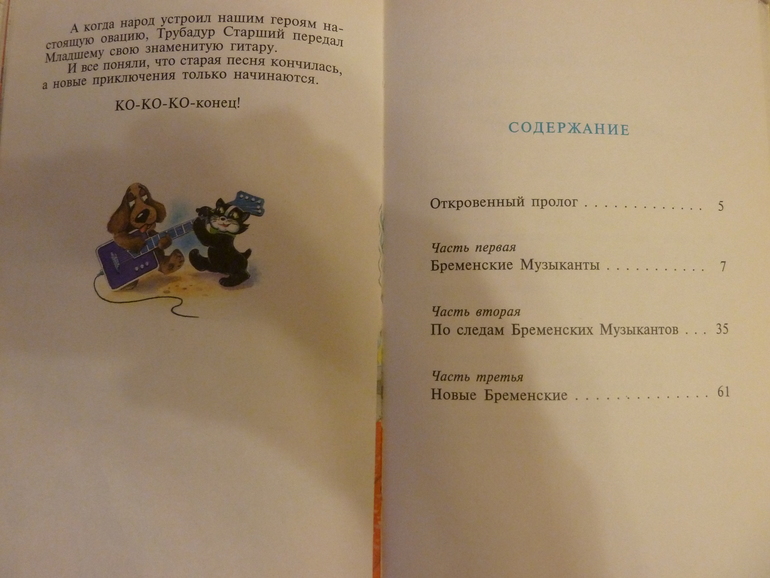 А когда народ устроил нашим героям на-
стоящую овацию, Трубадур Старший передал
Младшему свою знаменитую гитару.
И все поняли, что старая песня кончилась,
а новые приключения только начинаются.
КО-КО-КО-конец!
СОДЕРЖАНИЕ
Откровенный пролог . . . . . . . . . . . . . 5
Часть первая
Бременские Музыканты . . . . . . . . . . . 7
Часть вторая
По следам Бременских Музыкантов . . . 35
Часть третья
Новые Бременские . . . . . . . . . . . . . . 61